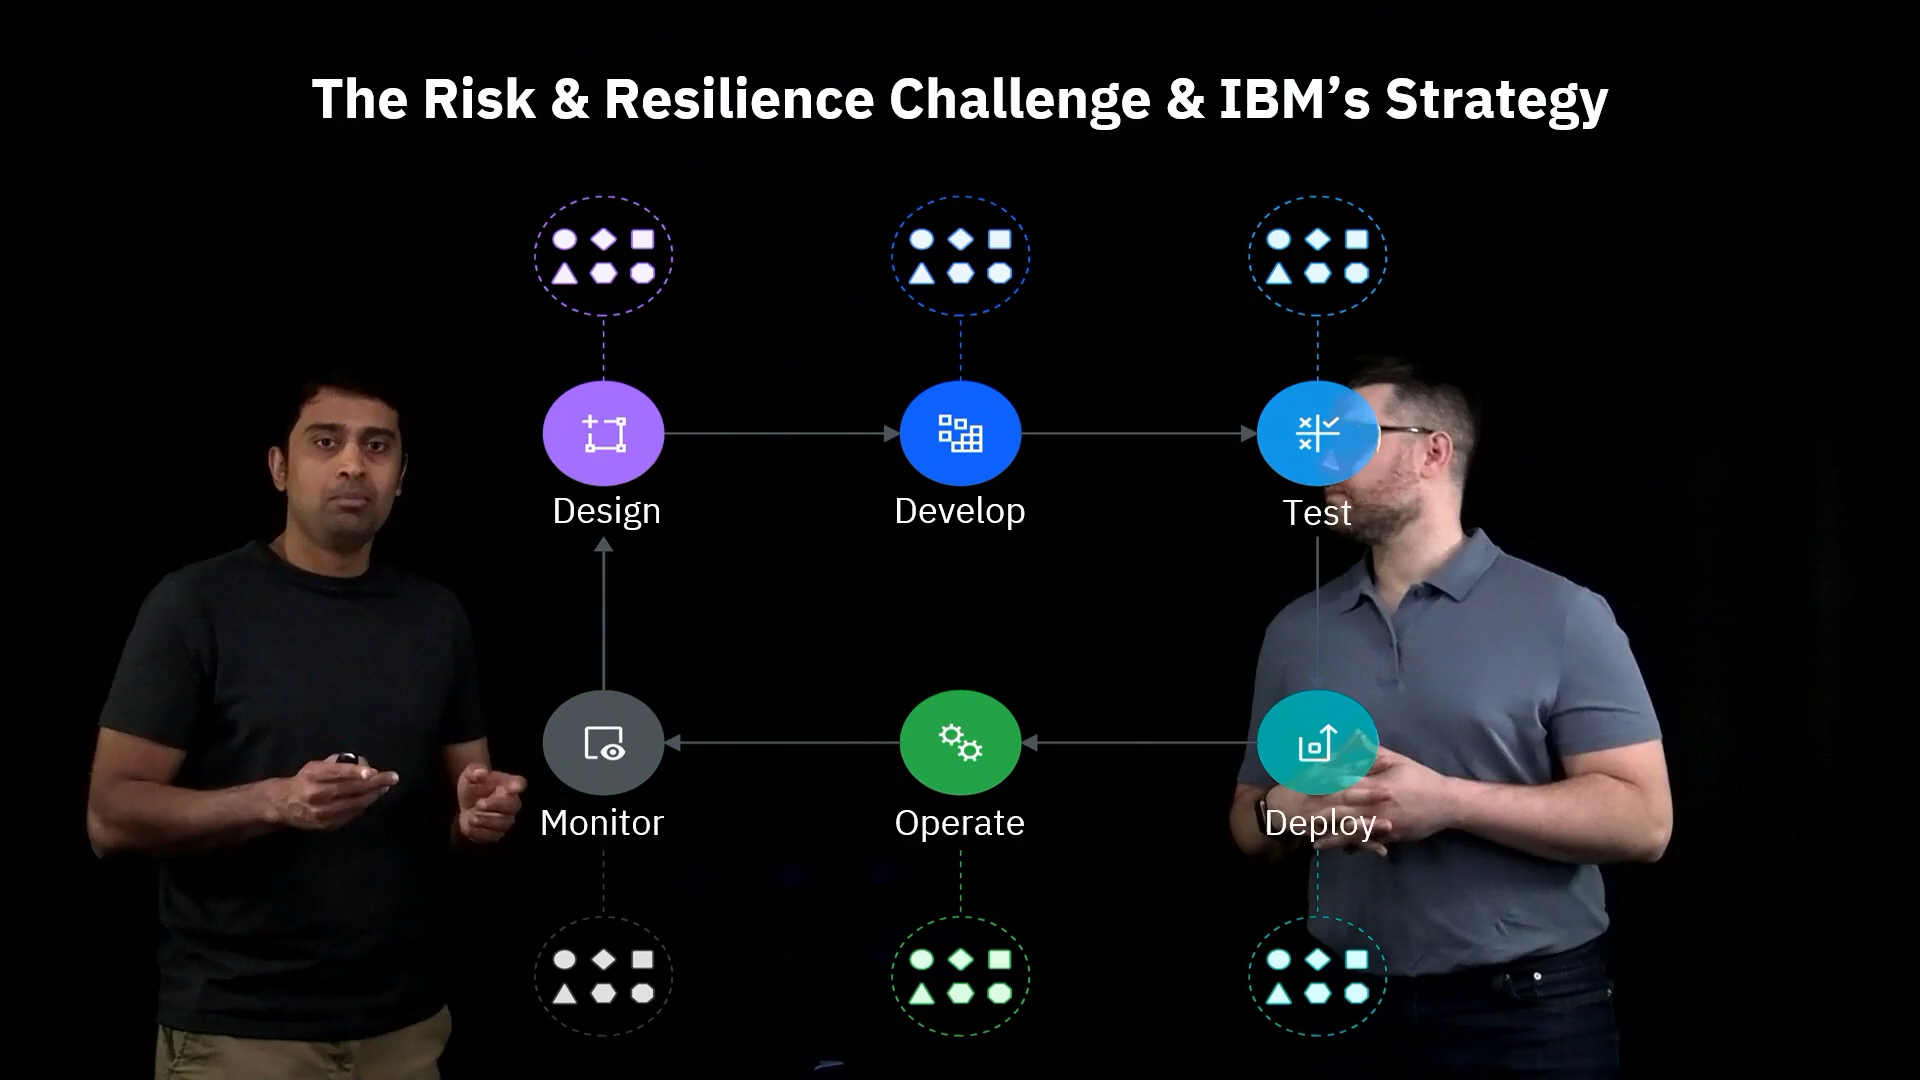 The Risk & Resilience Challenge & IBM’s Strategy
Design
Develop
Test
Monitor
Operate
Deploy